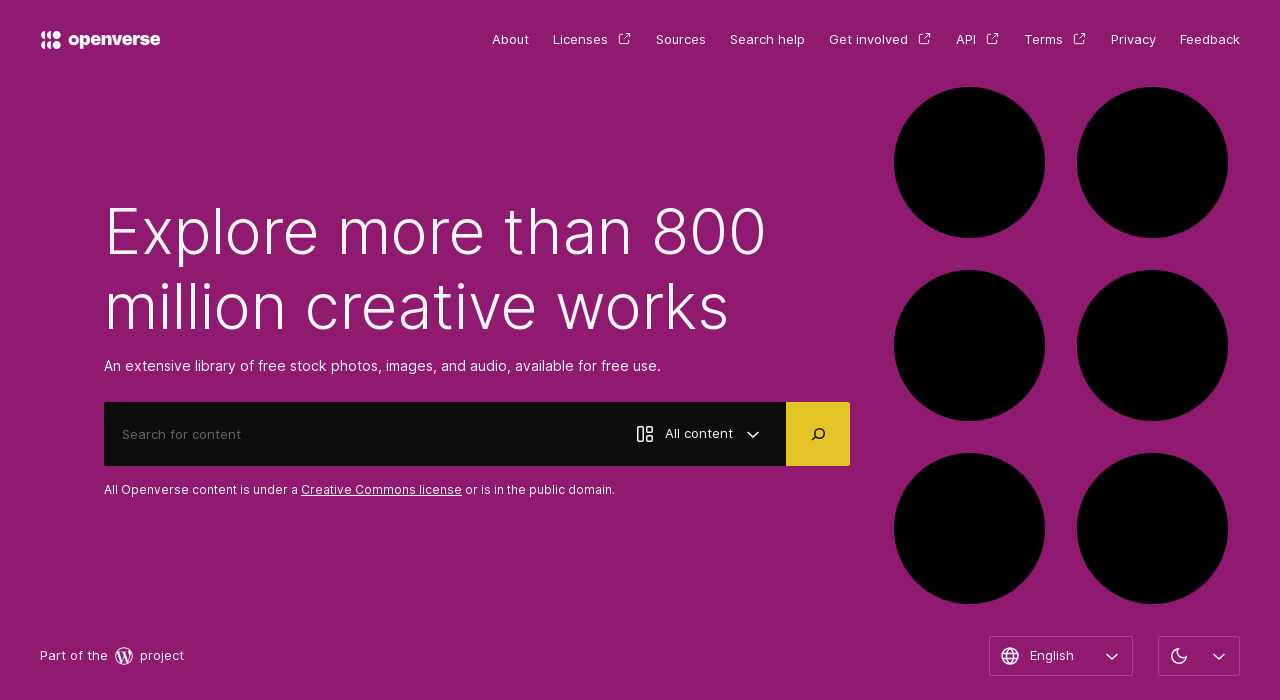 openverse
About Licenses Sources Search help Get involved API Terms Privacy Feedback
Explore more than 800
million creative works
An extensive library of free stock photos, images, and audio, available for free use.
Search for content All content
All Openverse content is under a Creative Commons license or is in the public domain.
Part of the project English